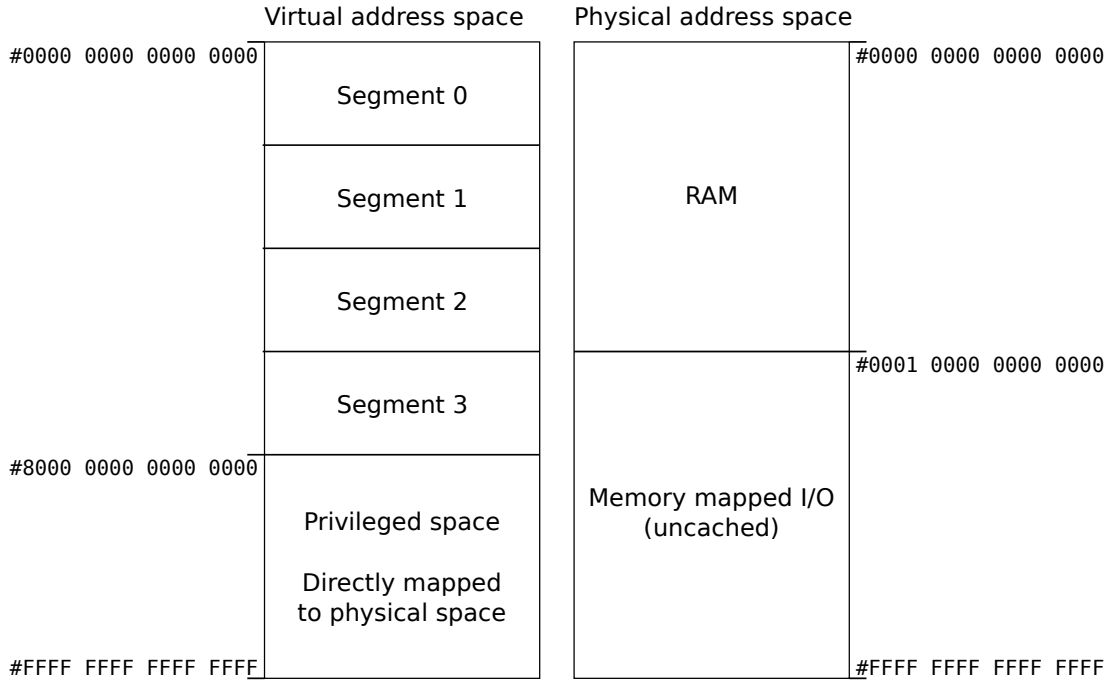 Virtual address space
Physical address space
#0000 0000 0000 0000
#0000 0000 0000 0000
Segment 0
Segment 1
RAM
Segment 2
#0001 0000 0000 0000
Segment 3
#8000 0000 0000 0000
Memory mapped I/O
(uncached)
Privileged space
Directly mapped
to physical space
#FFFF FFFF FFFF FFFF
#FFFF FFFF FFFF FFFF